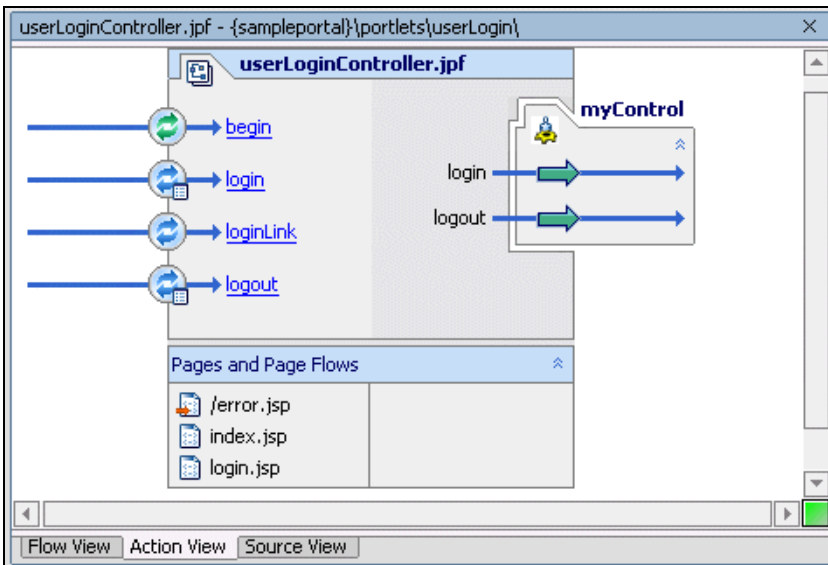 userLoginController.jpf - {sampleportal}\portlets\userLogin\
userLoginController.jpf
myControl
begin
login
login
loginLink
logout
logout
Pages and Page Flows
/error.jsp
index.jsp
login.jsp
Flow View
Action View
Source View